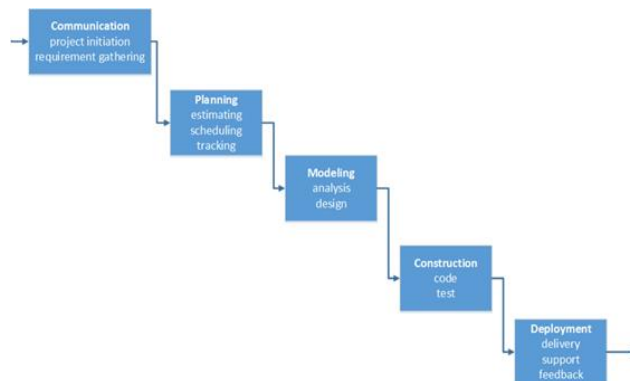 Communication
project initiation
requirement gathering
Planning
estimating
scheduling
tracking
Modeling
analysis
design
Construction
code
test
Deployment
delivery
support
feedback